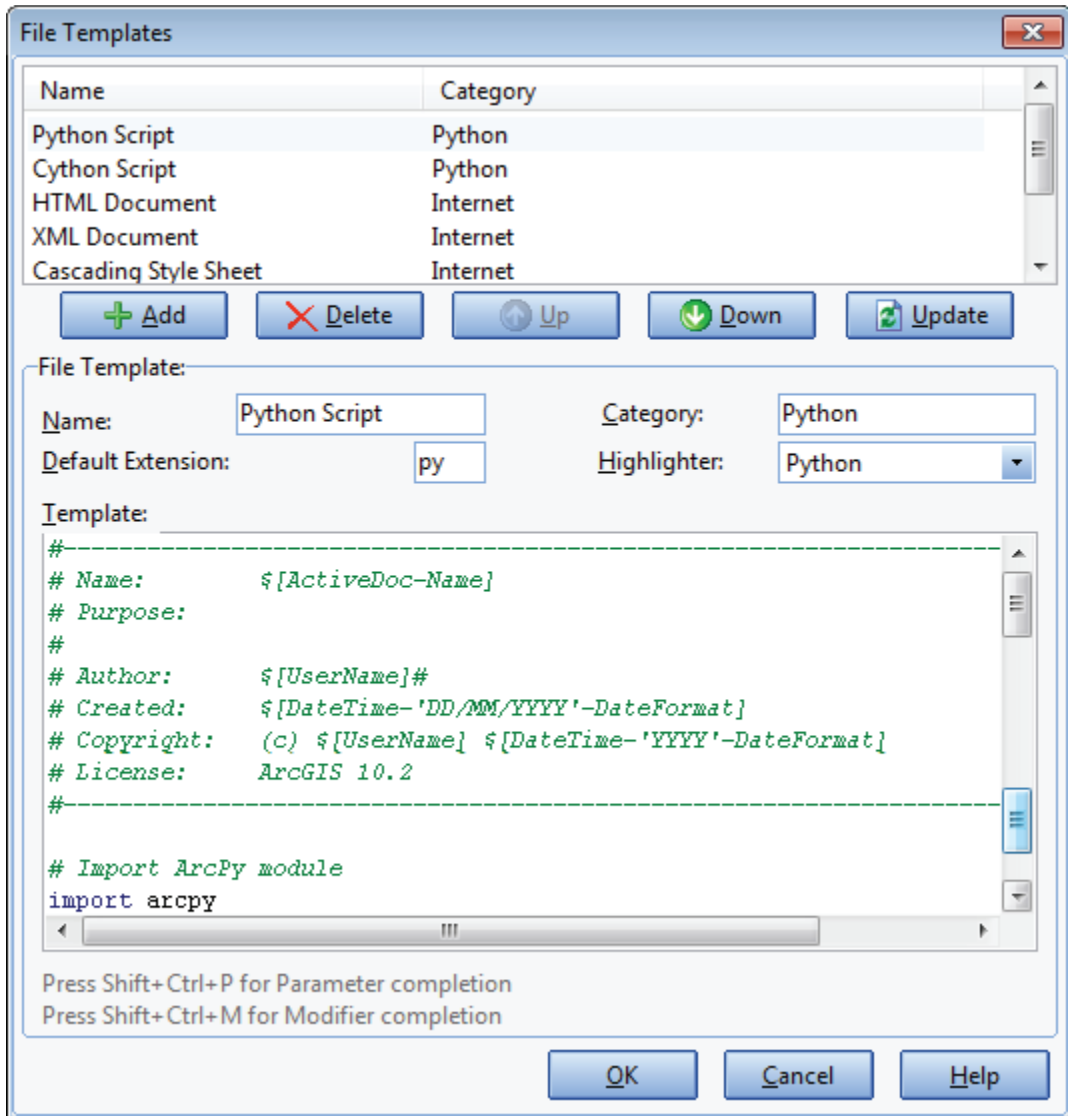 File Templates
Name Category
Python Script Python
Cython Script Python
HTML Document Internet
XML Document Internet
Cascading Style Sheet Internet
Add Delete Up Down Update
File Template:
Name: Python Script Category: Python
Default Extension: py Highlighter: Python
Template:
#-------------------------------------------------------------------
# Name: $[ActiveDoc-Name]
# Purpose:
#
# Author: $[UserName]#
# Created: $[DateTime-'DD/MM/YYYY'-DateFormat]
# Copyright: (c) $[UserName] $[DateTime-'YYYY'-DateFormat]
# License: ArcGIS 10.2
#-------------------------------------------------------------------
# Import ArcPy module
import arcpy
Press Shift+Ctrl+P for Parameter completion
Press Shift+Ctrl+M for Modifier completion
OK Cancel Help